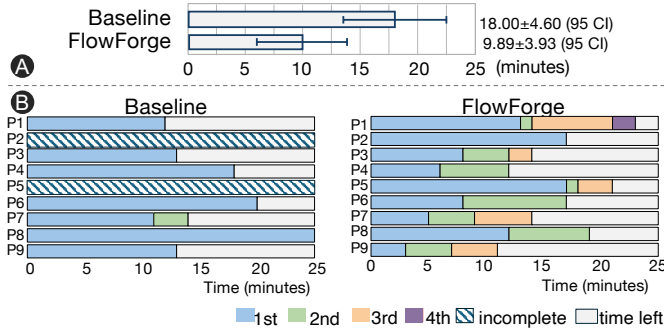 Baseline
18.00±4.60 (95 CI)
FlowForge
9.89±3.93 (95 CI)
A
0 5 10 15 20 25 (minutes)
B
Baseline FlowForge
P1 P1
P2 P2
P3 P3
P4 P4
P5 P5
P6 P6
P7 P7
P8 P8
P9 P9
0 5 10 15 20 25 0 5 10 15 20 25
Time (minutes) Time (minutes)
1st 2nd 3rd 4th incomplete time left